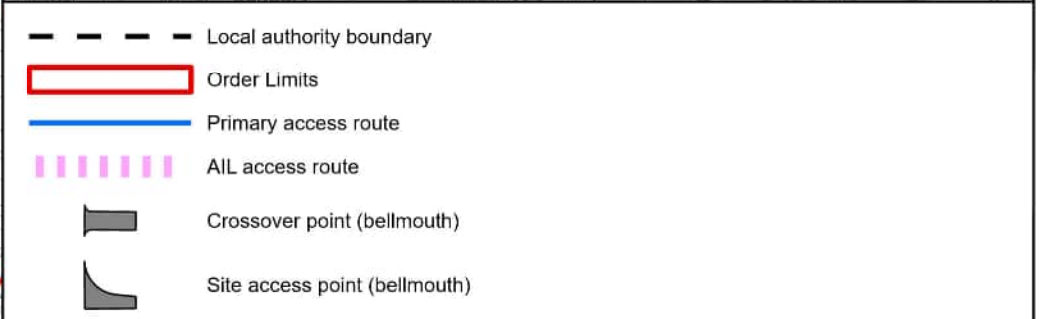 Local authority boundary
Order Limits
Primary access route
AIL access route
Crossover point (bellmouth)
Site access point (bellmouth)